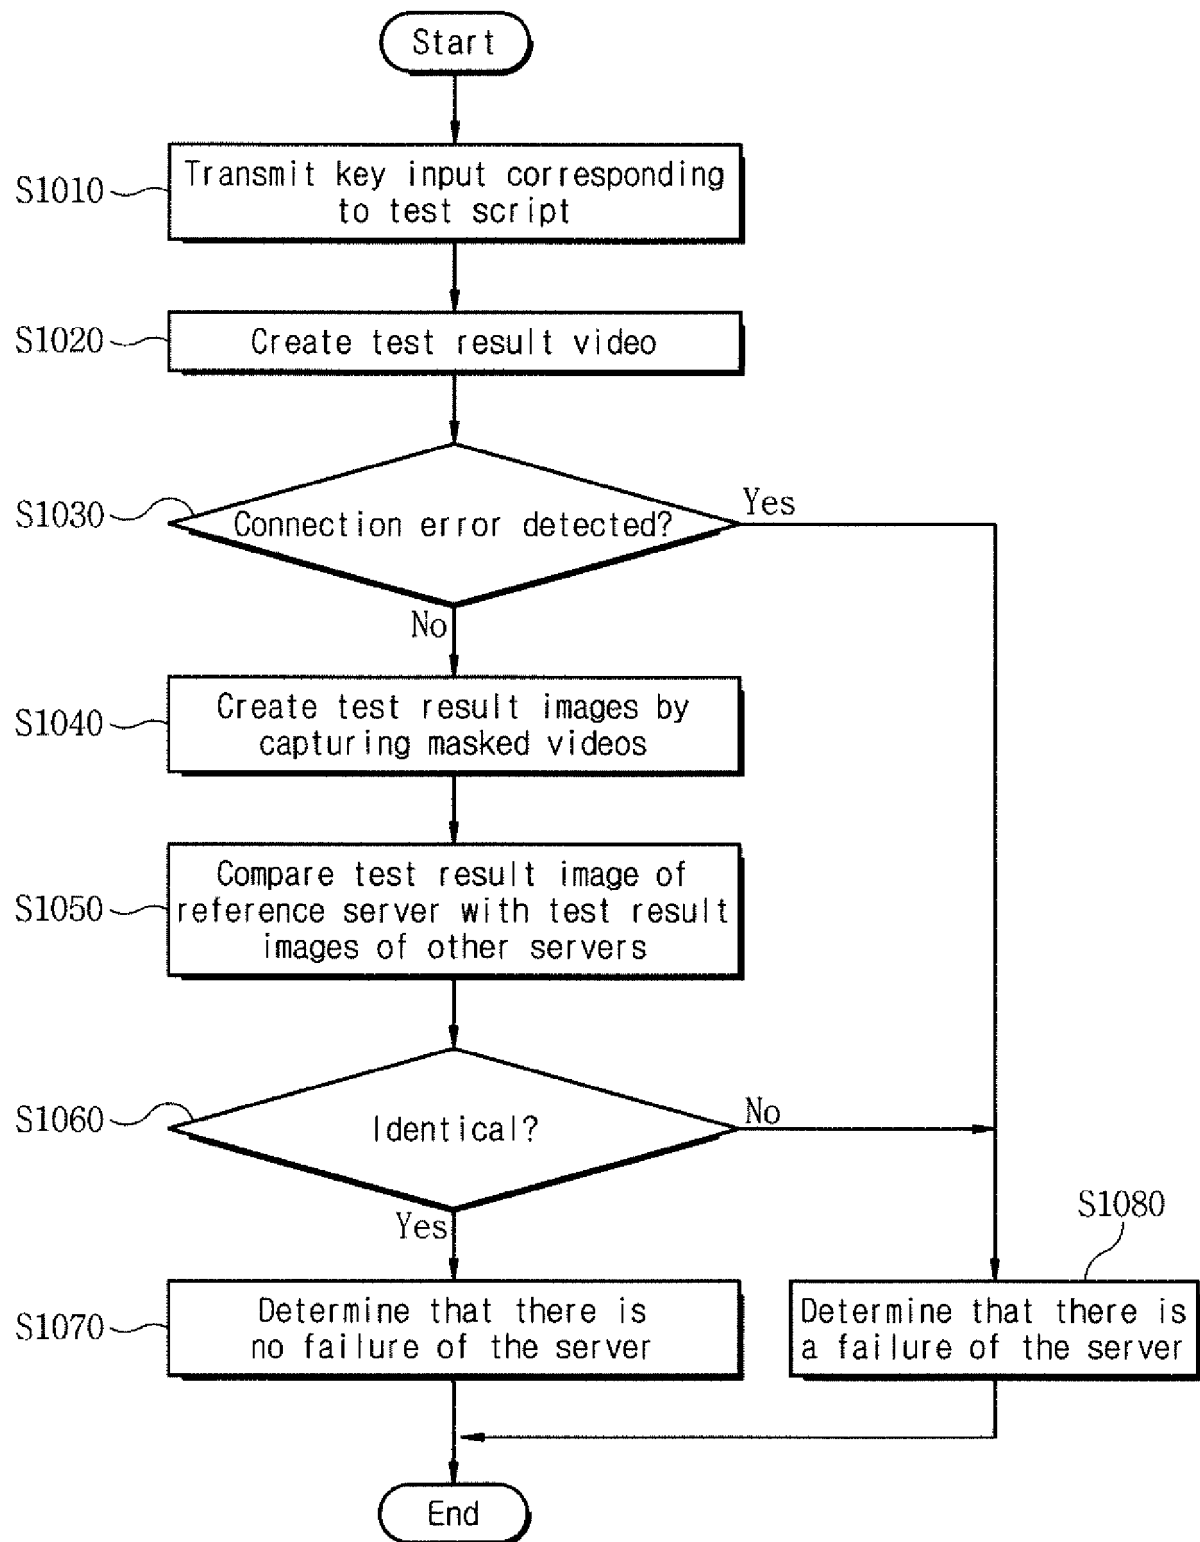 Start
S1010
Transmit key input corresponding
to test script
S1020
Create test result video
S1030
Connection error detected?
Yes
No
S1040
Create test result images by
capturing masked videos
S1050
Compare test result image of
reference server with test result
images of other servers
S1060
Identical?
No
Yes
S1080
S1070
Determine that there is
no failure of the server
Determine that there is
a failure of the server
End